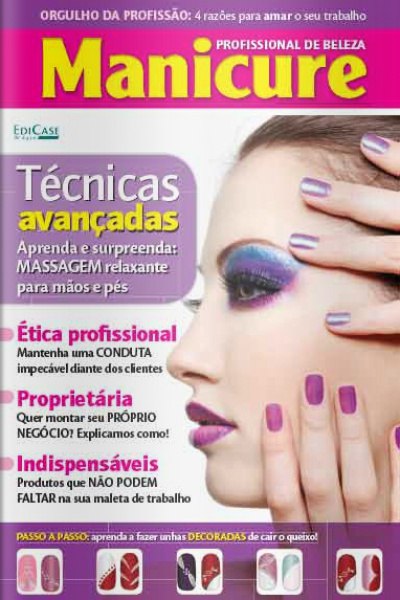 ORGULHO DA PROFISSÃO: 4 razões para amar o seu trabalho
PROFISSIONAL DE BELEZA
Manicure
EDICASE
Técnicas
avançadas
Aprenda e surpreenda:
MASSAGEM relaxante
para mãos e pés
Ética profissional
Mantenha uma CONDUTA
impecável diante dos clientes
Proprietária
Quer montar seu PRÓPRIO
NEGÓCIO? Explicamos como!
Indispensáveis
Produtos que NÃO PODEM
FALTAR na sua maleta de trabalho
PASSO A PASSO: aprenda a fazer unhas DECORADAS de cair o queixo!